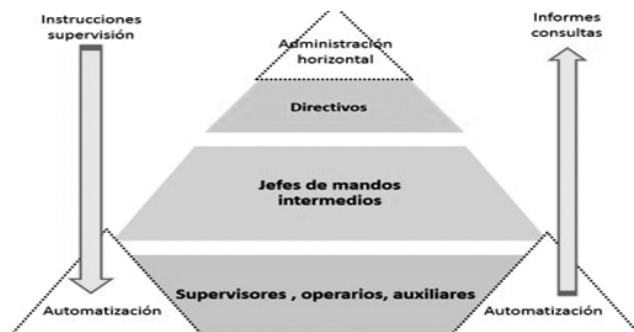 Instrucciones
supervisión
Informes
consultas
Administración
horizontal
Directivos
Jefes de mandos
intermedios
Supervisores , operarios, auxiliares
Automatización
Automatización